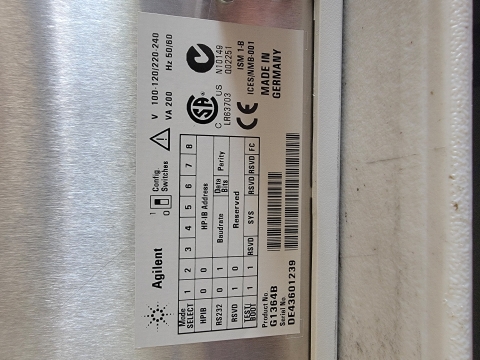 Agilent
1
0
Config.
Switches
V 100-120/220-240
VA 200 Hz 50/60
C US
LR63703
N10149
Q02251
ISM 1-B
ICES/NMB-001
MADE IN
GERMANY
Mode
SELECT 1 2 3 4 5 6 7 8
HPIB 0 0 HP-IB Address
RS232 0 1 Baudrate Data Bits Parity
RSVD 1 0 Reserved
TEST/BOOT 1 1 RSVD SYS RSVD RSVD FC
Product No
G1364B
Serial No
DE43601239